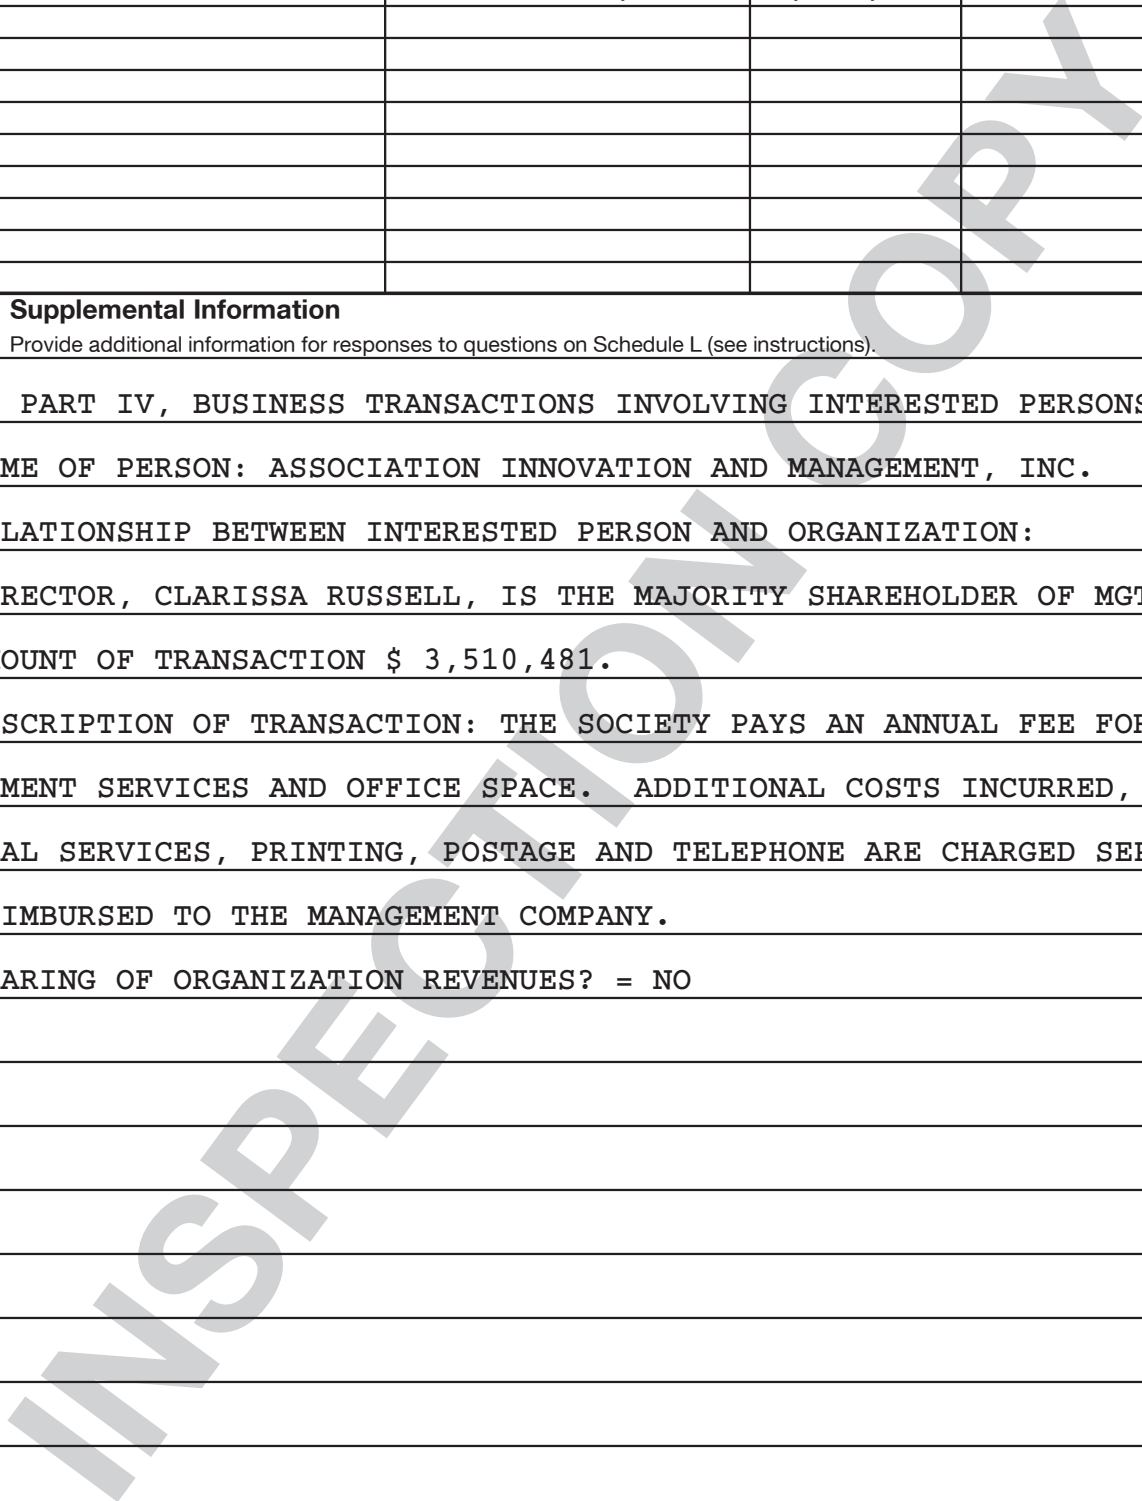 Supplemental Information
Provide additional information for responses to questions on Schedule L (see instructions).
PART IV, BUSINESS TRANSACTIONS INVOLVING INTERESTED PERSONS
ME OF PERSON: ASSOCIATION INNOVATION AND MANAGEMENT, INC.
LATIONSHIP BETWEEN INTERESTED PERSON AND ORGANIZATION:
RECTOR, CLARISSA RUSSELL, IS THE MAJORITY SHAREHOLDER OF MGT
OUNT OF TRANSACTION $ 3,510,481.
SCRIPTION OF TRANSACTION: THE SOCIETY PAYS AN ANNUAL FEE FOR
MENT SERVICES AND OFFICE SPACE. ADDITIONAL COSTS INCURRED,
AL SERVICES, PRINTING, POSTAGE AND TELEPHONE ARE CHARGED
IMBURSED TO THE MANAGEMENT COMPANY.
ARING OF ORGANIZATION REVENUES? = NO
INSPECTION COPY